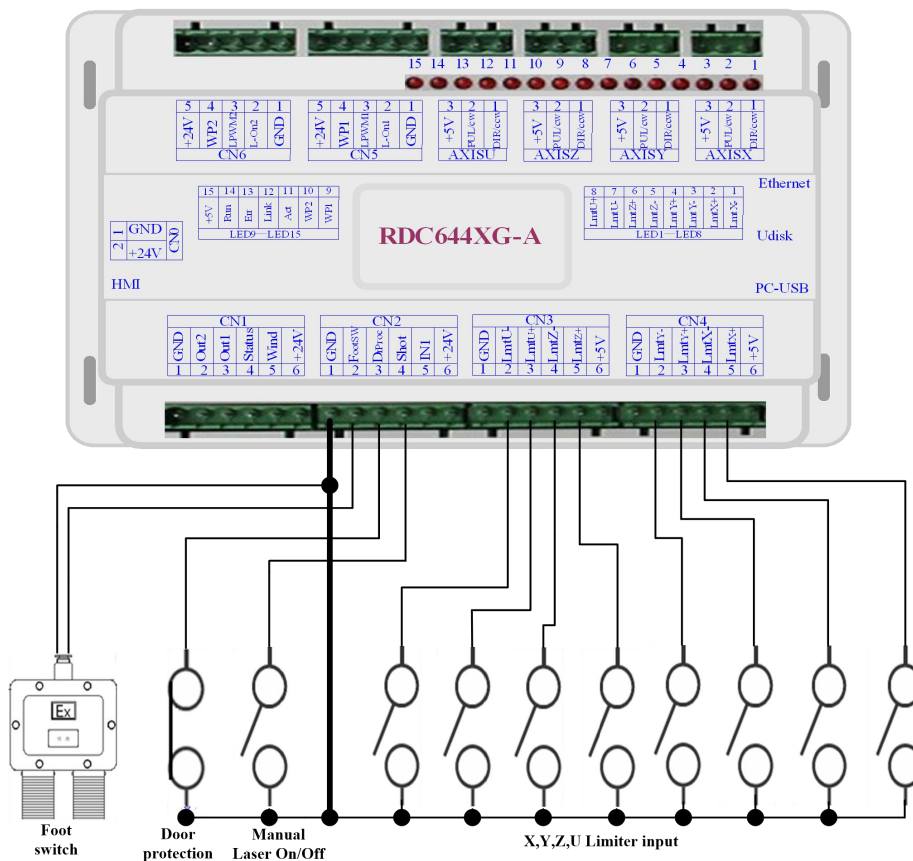 15 14 13 12 11 10 9 8 7 6 5 4 3 2 1
5 4 3 2 1
+24V WP2 LPWM2 L-On2 GND
CN6
5 4 3 2 1
+24V WP1 LPWM1 L-On1 GND
CN5
3 2 1
+5V PUL/cw DIR/ccw
AXISU
3 2 1
+5V PUL/cw DIR/ccw
AXISZ
3 2 1
+5V PUL/cw DIR/ccw
AXISY
3 2 1
+5V PUL/cw DIR/ccw
AXISX
Ethernet
15 14 13 12 11 10 9
+5V Run Err Link Act WP2 WP1
LED9—LED15
8 7 6 5 4 3 2 1
LmtU+ LmtU- LmtZ+ LmtZ- LmtY+ LmtY- LmtX+ LmtX-
LED1—LED8
1 GND
2 +24V
CN0
RDC644XG-A
Udisk
HMI
PC-USB
CN1
GND Out2 Out1 Status Wind +24V
1 2 3 4 5 6
CN2
GND FootSW DrProc Shot IN1 +24V
1 2 3 4 5 6
CN3
GND LmtU- LmtU+ LmtZ- LmtZ+ +5V
1 2 3 4 5 6
CN4
GND LmtY- LmtY+ LmtX- LmtX+ +5V
1 2 3 4 5 6
Ex
Foot
switch
Door
protection
Manual
Laser On/Off
X,Y,Z,U Limiter input